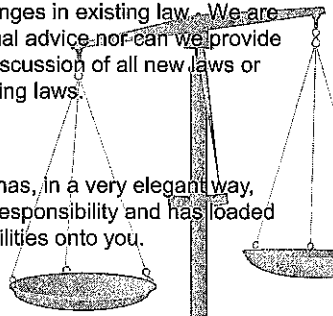 nges in existing law. We are
nal advice nor can we provide
iscussion of all new laws or
ing laws.
has, in a very elegant way,
responsibility and has loaded
ilities onto you.